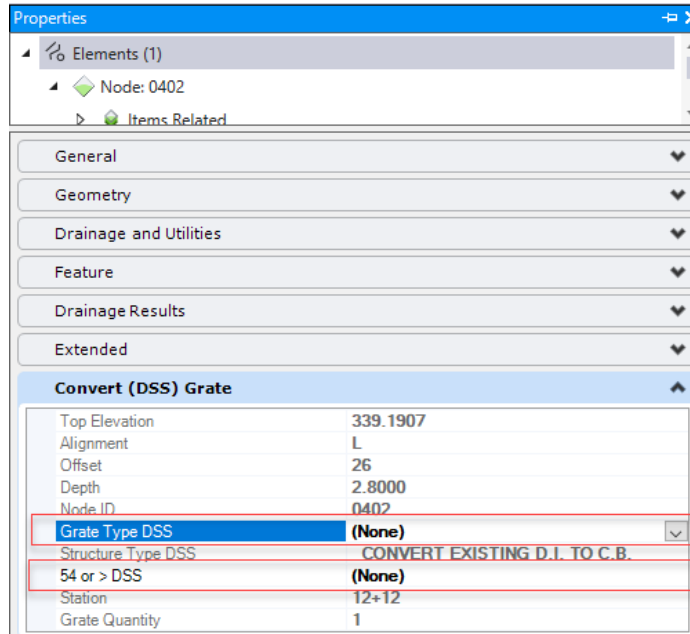 Properties
Elements (1)
Node: 0402
Items Related
General
Geometry
Drainage and Utilities
Feature
Drainage Results
Extended
Convert (DSS) Grate
Top Elevation 339.1907
Alignment L
Offset 26
Depth 2.8000
Node ID 0402
Grate Type DSS (None)
Structure Type DSS CONVERT EXISTING D.I. TO C.B.
54 or > DSS (None)
Station 12+12
Grate Quantity 1